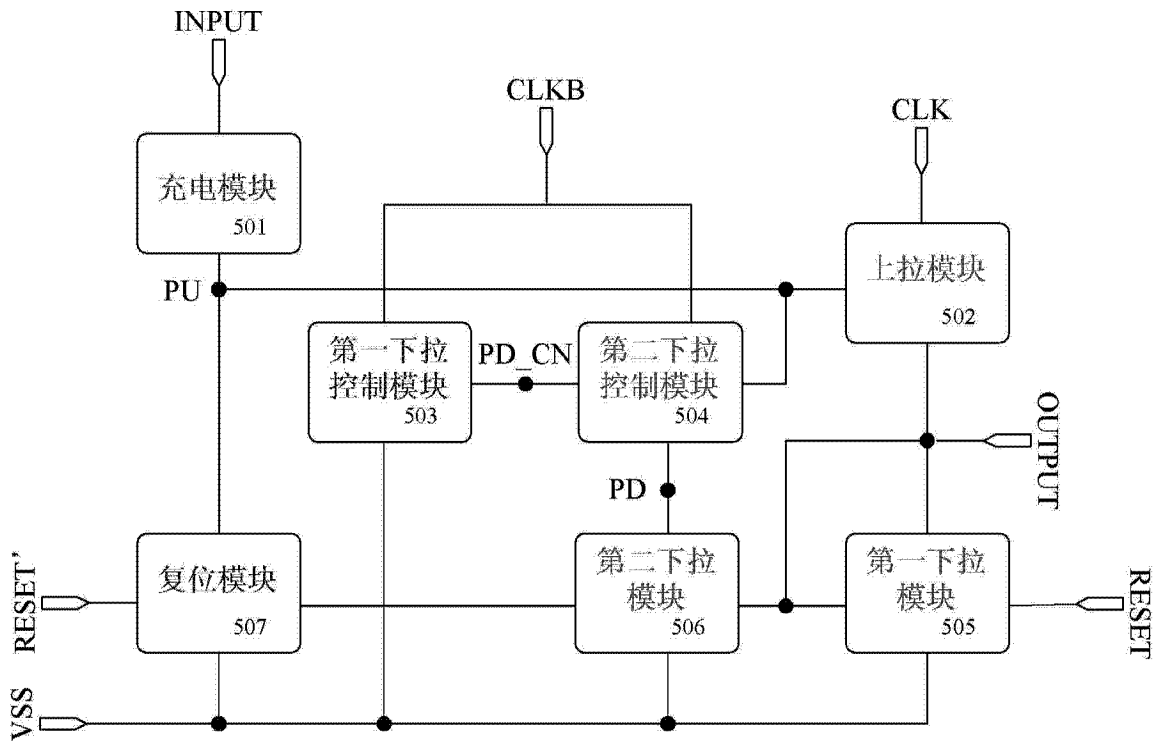 INPUT
CLKB
CLK
充电模块
501
上拉模块
502
PU
第一下拉
控制模块
503
PD_CN
第二下拉
控制模块
504
OUTPUT
PD
RESET'
复位模块
507
第二下拉
模块
506
第一下拉
模块
505
RESET
VSS